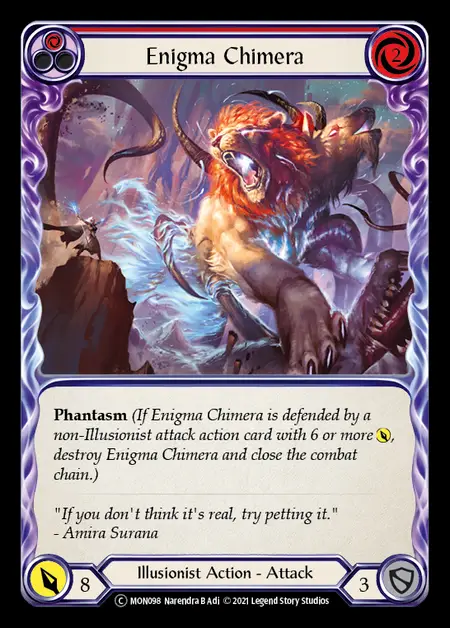 Enigma Chimera
2
Phantasm (If Enigma Chimera is defended by a
non-Illusionist attack action card with 6 or more ,
destroy Enigma Chimera and close the combat
chain.)
"If you don't think it's real, try petting it."
- Amira Surana
8
Illusionist Action - Attack
3
C MON098 Narendra B Adi © 2021 Legend Story Studios